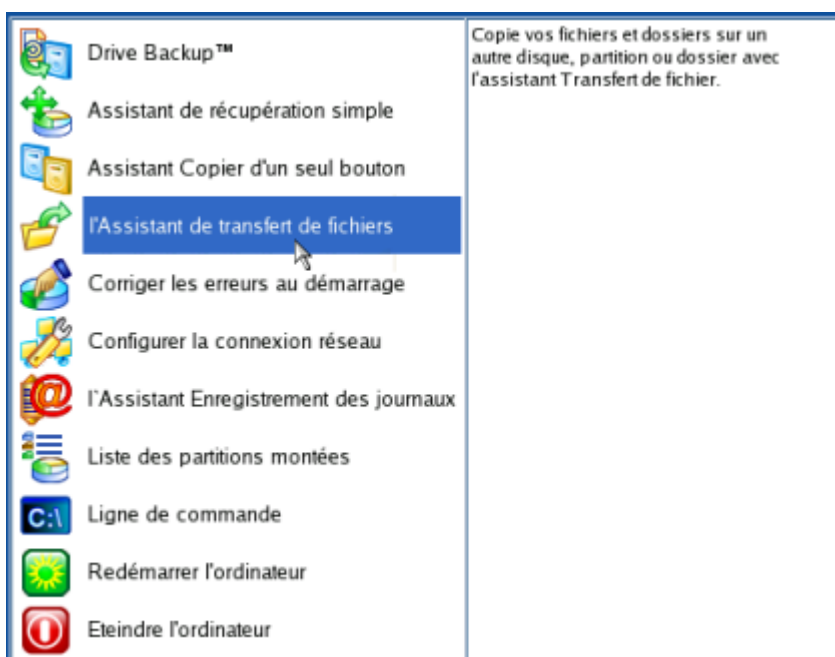 Drive Backup™
Assistant de récupération simple
Assistant Copier d'un seul bouton
l'Assistant de transfert de fichiers
Corriger les erreurs au démarrage
Configurer la connexion réseau
l`Assistant Enregistrement des journaux
Liste des partitions montées
C:\ Ligne de commande
Redémarrer l'ordinateur
Eteindre l'ordinateur
Copie vos fichiers et dossiers sur un
autre disque, partition ou dossier avec
l'assistant Transfert de fichier.